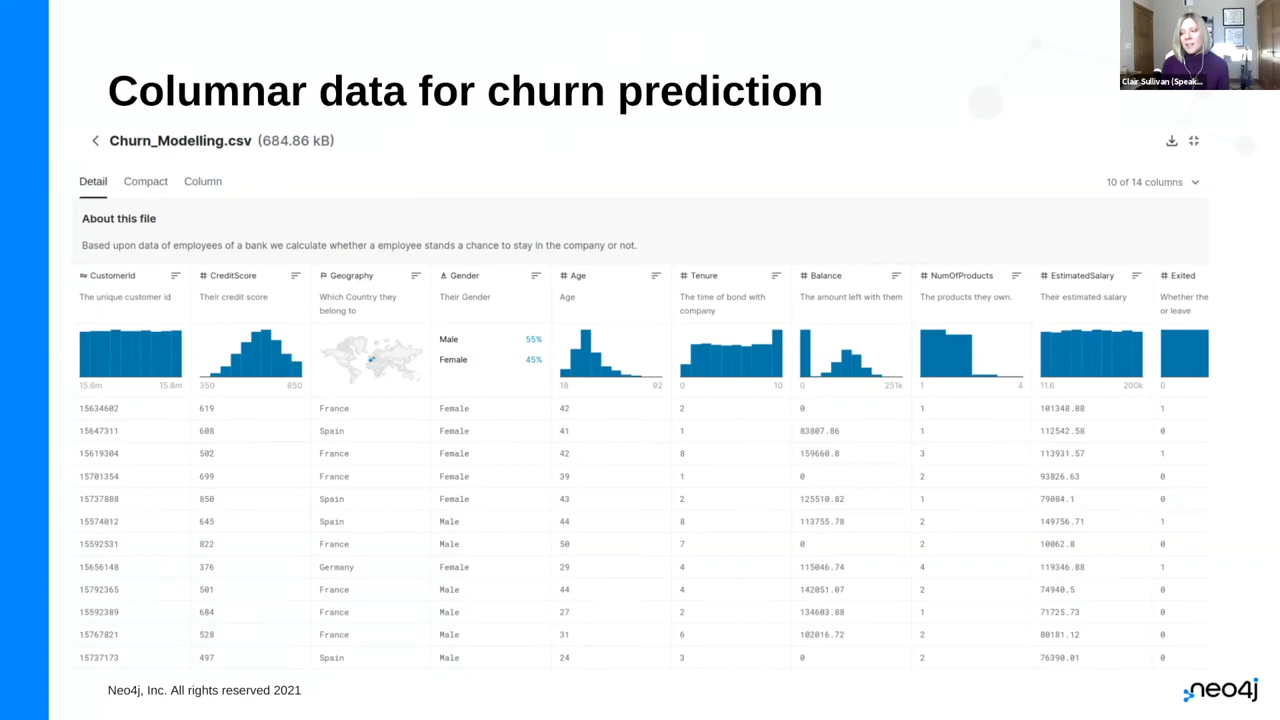 Clair Sullivan (Speak...
Columnar data for churn prediction
Churn_Modelling.csv (684.86 kB)
Detail Compact Column 10 of 14 columns
About this file
Based upon data of employees of a bank we calculate whether a employee stands a chance to stay in the company or not.
CustomerId # CreditScore Geography Gender # Age # Tenure # Balance # NumOfProducts # EstimatedSalary # Exited
The unique customer id Their credit score Which Country they Their Gender Age The time of bond with The amount left with them The products they own. Their estimated salary Whether the
belong to company or leave
Male 55%
Female 45%
15.6m 15.8m 350 850 18 92 0 10 0 251k 1 4 11.6 200k 0
15634602 619 France Female 42 2 0 1 101348.88 1
15647311 608 Spain Female 41 1 83807.86 1 112542.58 0
15619304 502 France Female 42 8 159660.8 3 113931.57 1
15701354 699 France Female 39 1 0 2 93826.63 0
15737888 850 Spain Female 43 2 125510.82 1 79084.1 0
15574012 645 Spain Male 44 8 113755.78 2 149756.71 1
15592531 822 France Male 50 7 0 2 10062.8 0
15656148 376 Germany Female 29 4 115046.74 4 119346.88 1
15792365 501 France Male 44 4 142051.07 2 74940.5 0
15592389 684 France Male 27 2 134603.88 1 71725.73 0
15767821 528 France Male 31 6 102016.72 2 80181.12 0
15737173 497 Spain Male 24 3 0 2 76390.01 0
Neo4j, Inc. All rights reserved 2021
neo4j